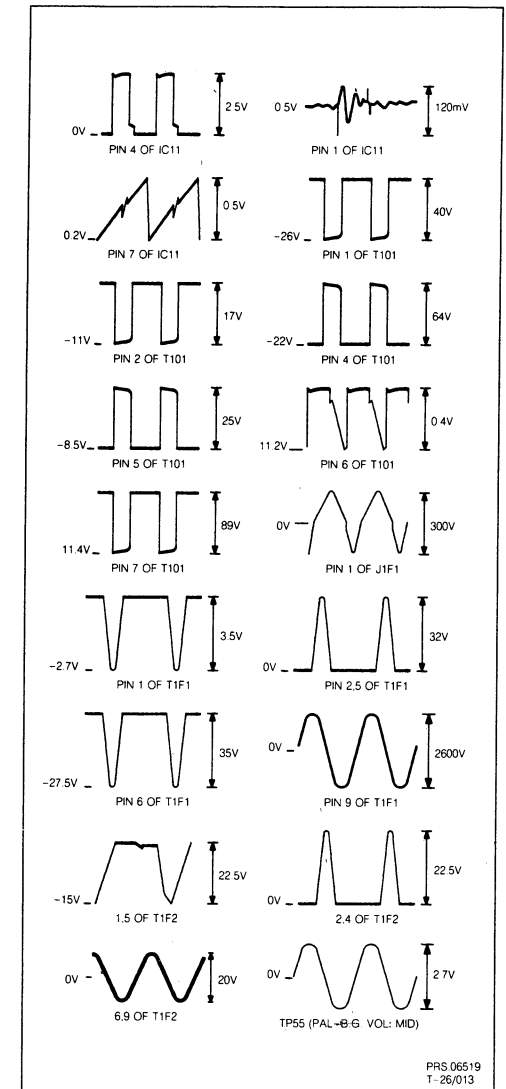 2 5V
0V
PIN 4 OF IC11
0 5V
120mV
PIN 1 OF IC11
0 5V
0.2V
PIN 7 OF IC11
40V
-26V
PIN 1 OF T101
17V
-11V
PIN 2 OF T101
64V
-22V
PIN 4 OF T101
25V
-8.5V
PIN 5 OF T101
0 4V
11 2V
PIN 6 OF T101
89V
11.4V
PIN 7 OF T101
0V
300V
PIN 1 OF J1F1
3.5V
-2.7V
PIN 1 OF T1F1
32V
0V
PIN 2,5 OF T1F1
35V
-27.5V
PIN 6 OF T1F1
0V
2600V
PIN 9 OF T1F1
22 5V
-15V
1,5 OF T1F2
22.5V
0V
2.4 OF T1F2
0V
20V
6.9 OF T1F2
0V
2 7V
TP55 (PAL-B.G. VOL: MID)
PRS.06519
T-26/013